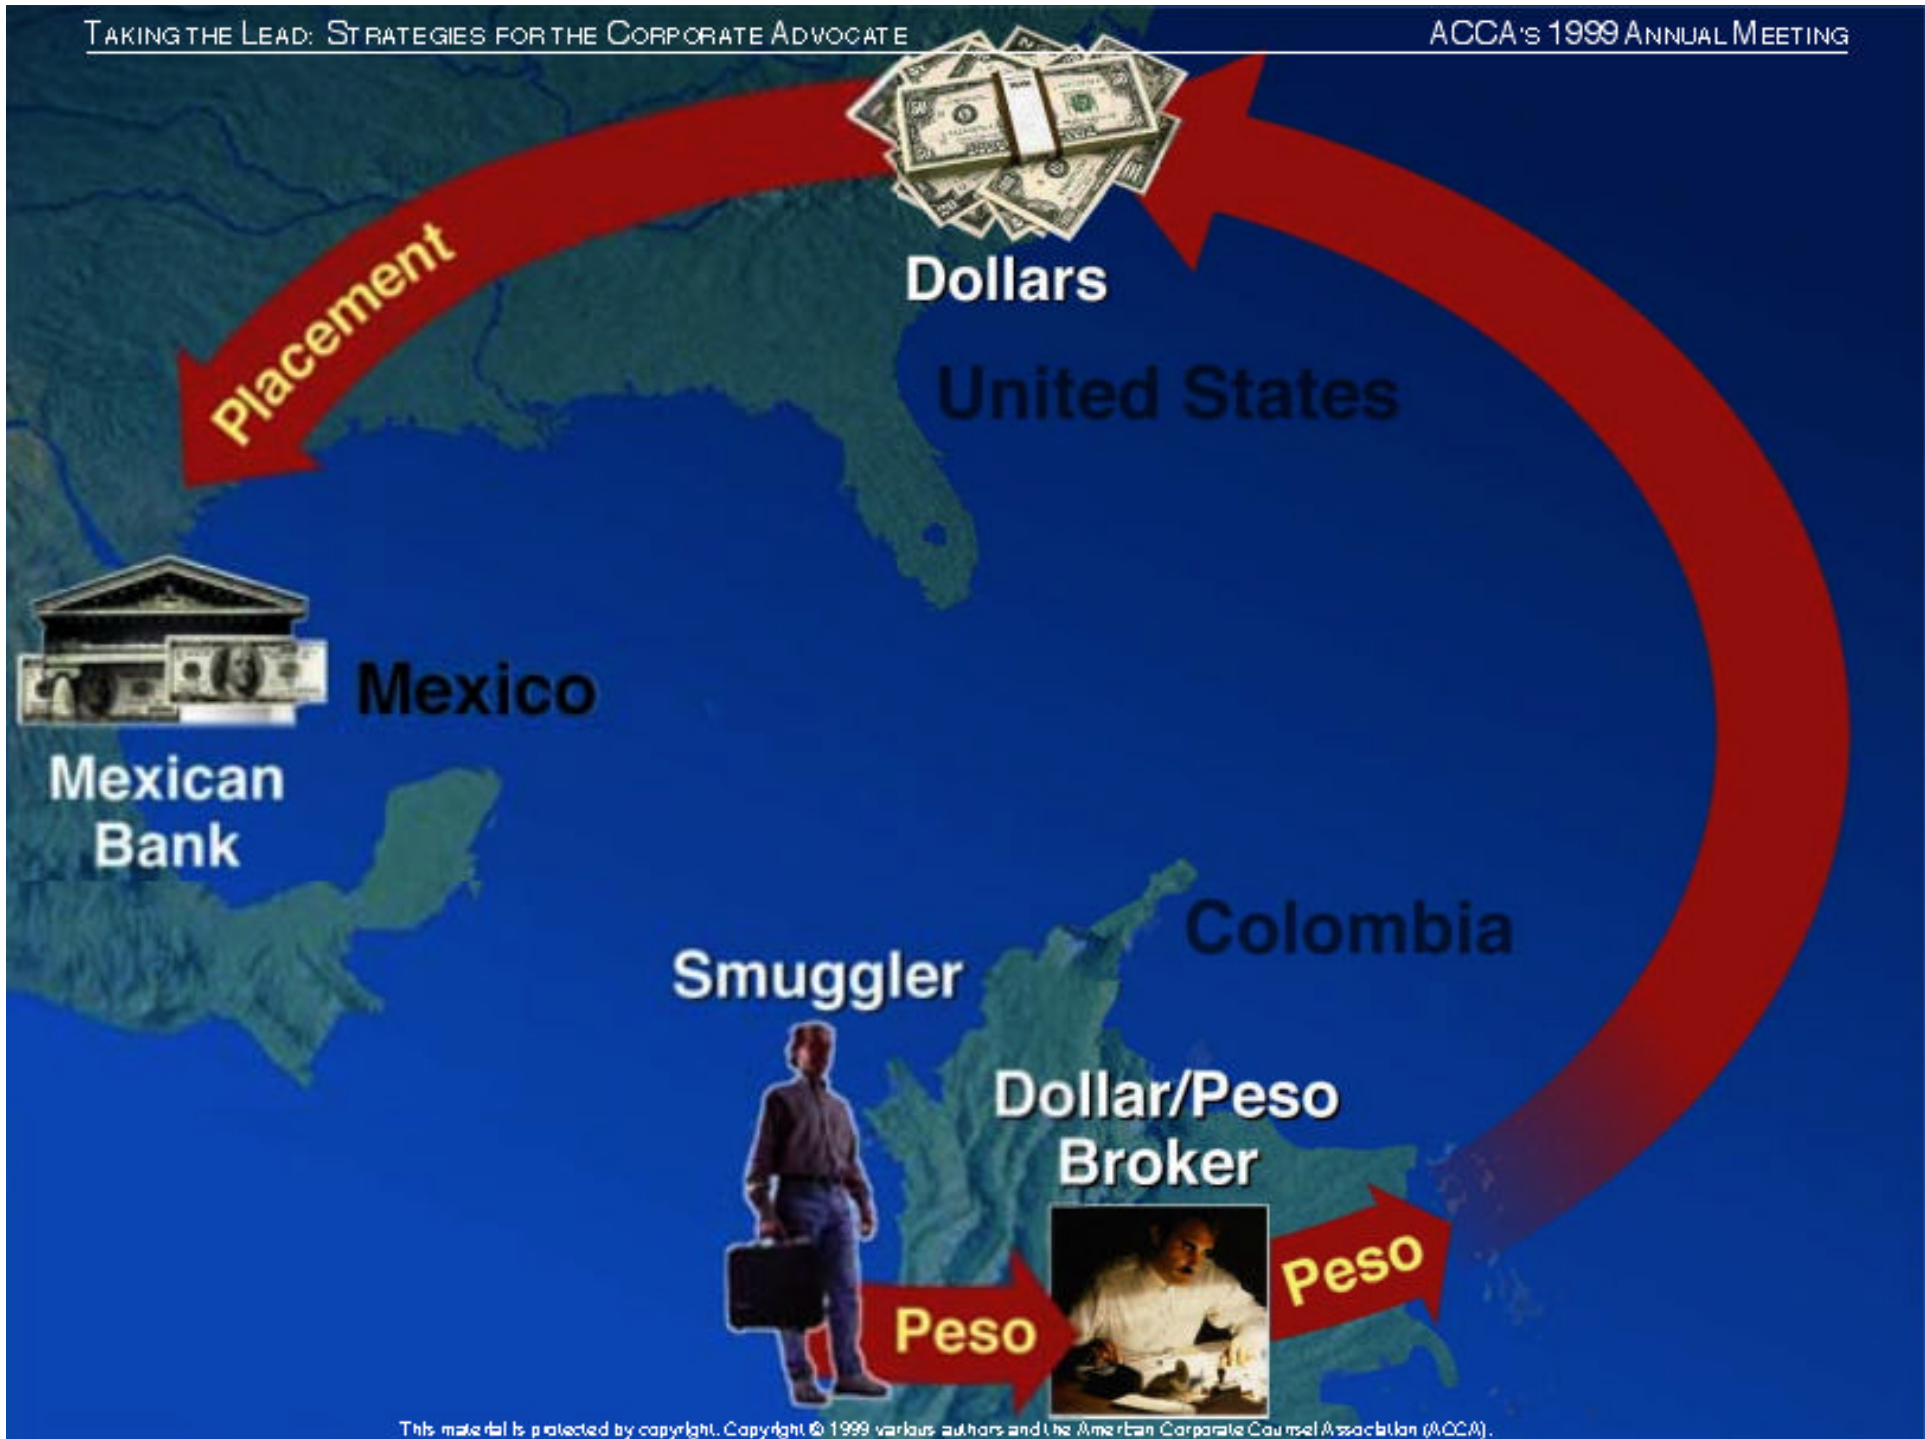 TAKING THE LEAD: STRATEGIES FOR THE CORPORATE ADVOCATE
ACCA'S 1999 ANNUAL MEETING
Dollars
Placement
United States
Mexico
Mexican
Bank
Colombia
Smuggler
Dollar/Peso
Broker
Peso
Peso
This material is protected by copyright. Copyright © 1999 various authors and the American Corporate Counsel Association (ACCA).